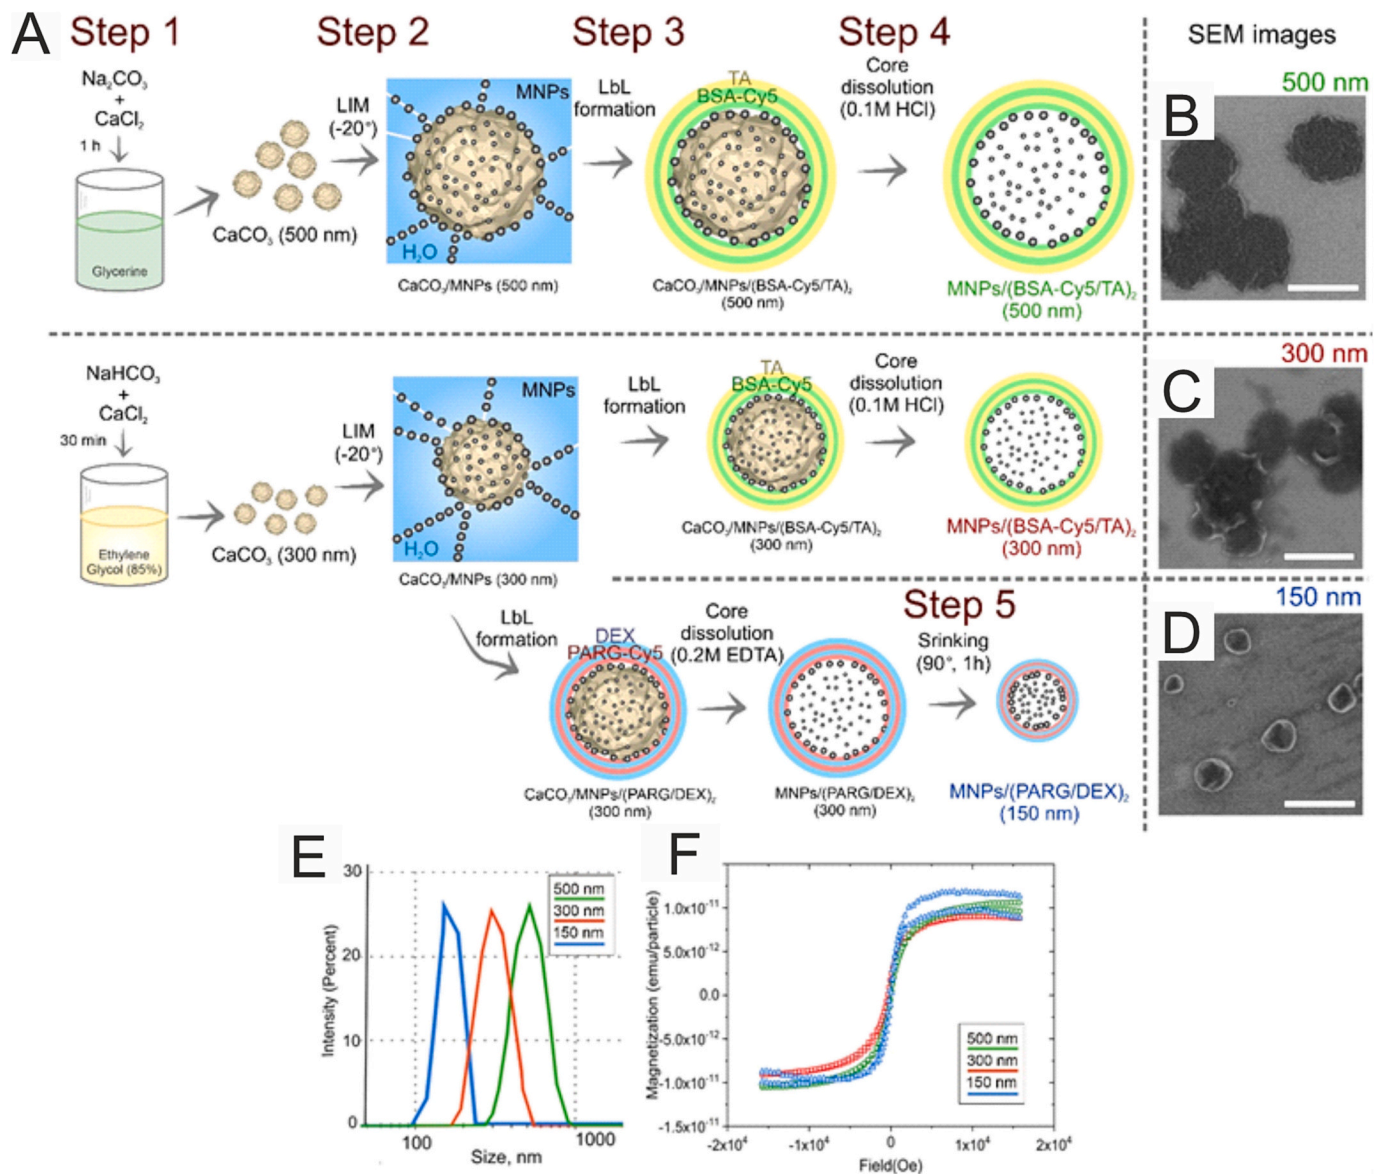 A
Step 1
Step 2
Step 3
Step 4
SEM images
Na₂CO₃
+
CaCl₂
1 h
Glycerine
CaCO₃ (500 nm)
LIM
(-20°)
MNPs
H₂O
CaCO₃/MNPs (500 nm)
LbL
formation
TA
BSA-Cy5
CaCO₃/MNPs/(BSA-Cy5/TA)₂
(500 nm)
Core
dissolution
(0.1M HCl)
MNPs/(BSA-Cy5/TA)₂
(500 nm)
500 nm
B
NaHCO₃
+
CaCl₂
30 min
Ethylene
Glycol (85%)
CaCO₃ (300 nm)
LIM
(-20°)
MNPs
H₂O
CaCO₃/MNPs (300 nm)
LbL
formation
TA
BSA-Cy5
CaCO₃/MNPs/(BSA-Cy5/TA)₂
(300 nm)
Core
dissolution
(0.1M HCl)
MNPs/(BSA-Cy5/TA)₂
(300 nm)
300 nm
C
LbL
formation
DEX
PARG-Cy5
CaCO₃/MNPs/(PARG/DEX)₂
(300 nm)
Core
dissolution
(0.2M EDTA)
MNPs/(PARG/DEX)₂
(300 nm)
Step 5
Srinking
(90°, 1h)
MNPs/(PARG/DEX)₂
(150 nm)
150 nm
D
E
Intensity (Percent)
30
20
10
0
100
1000
Size, nm
500 nm
300 nm
150 nm
F
Magnetization (emu/particle)
1.0x10⁻¹¹
5.0x10⁻¹²
0.0
-5.0x10⁻¹²
-1.0x10⁻¹¹
-1.5x10⁻¹¹
-2x10⁴
-1x10⁴
0
1x10⁴
2x10⁴
Field(Oe)
500 nm
300 nm
150 nm